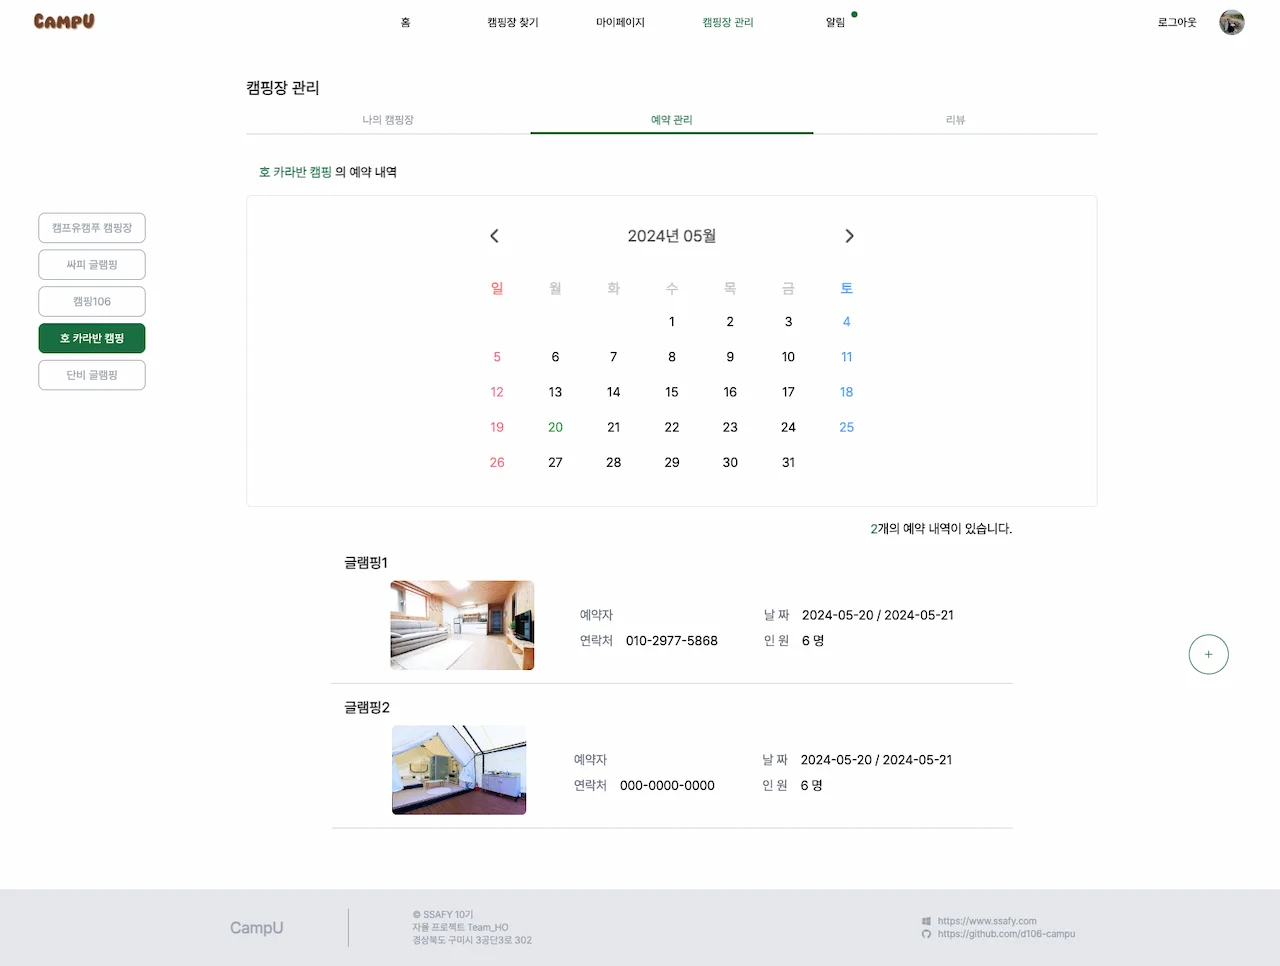 CAMPU
홈 캠핑장 찾기 마이페이지 캠핑장 관리 알림 로그아웃
캠핑장 관리
나의 캠핑장 예약 관리 리뷰
호 카라반 캠핑 의 예약 내역
캠프유캠푸 캠핑장
싸피 글램핑
캠핑106
호 카라반 캠핑
단비 글램핑
2024년 05월
일 월 화 수 목 금 토
1 2 3 4
5 6 7 8 9 10 11
12 13 14 15 16 17 18
19 20 21 22 23 24 25
26 27 28 29 30 31
2개의 예약 내역이 있습니다.
글램핑1
예약자 날 짜 2024-05-20 / 2024-05-21
연락처 010-2977-5868 인 원 6 명
+
글램핑2
예약자 날 짜 2024-05-20 / 2024-05-21
연락처 000-0000-0000 인 원 6 명
CampU
© SSAFY 10기
자율 프로젝트 Team_HO
경상북도 구미시 3공단3로 302
https://www.ssafy.com
https://github.com/d106-campu